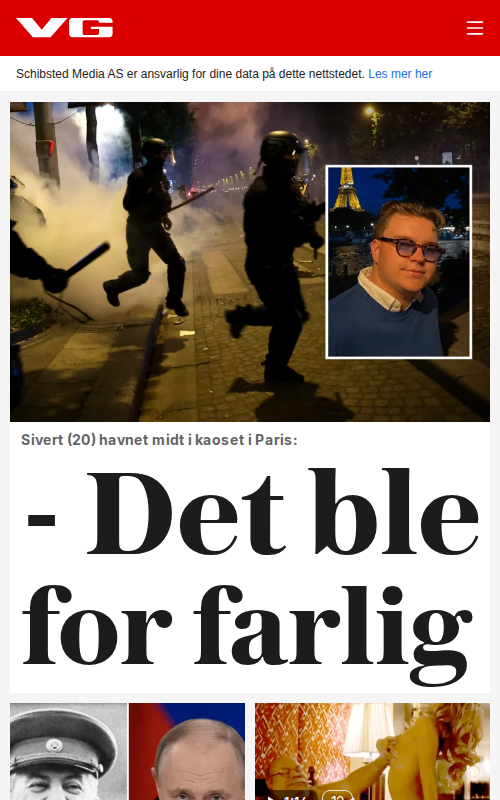 VG
Schibsted Media AS er ansvarlig for dine data på dette nettstedet. Les mer her
Sivert (20) havnet midt i kaoset i Paris:
- Det ble
for farlig